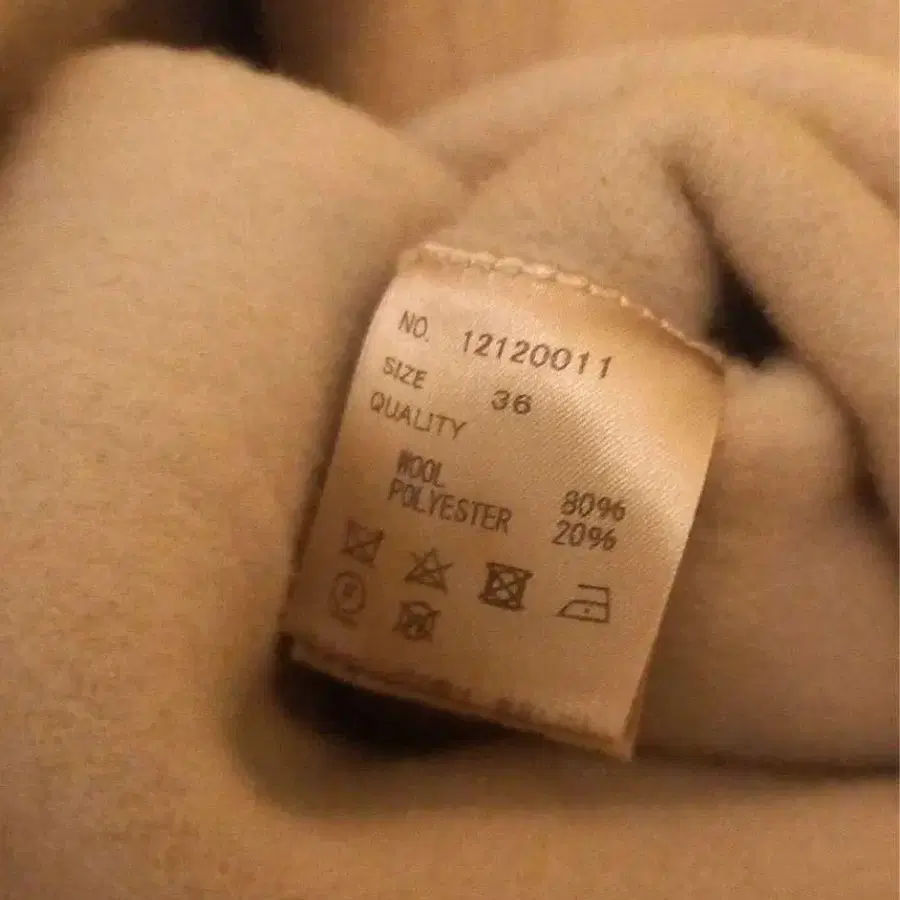 NO. 12120011
SIZE 36
QUALITY
WOOL 80%
POLYESTER 20%